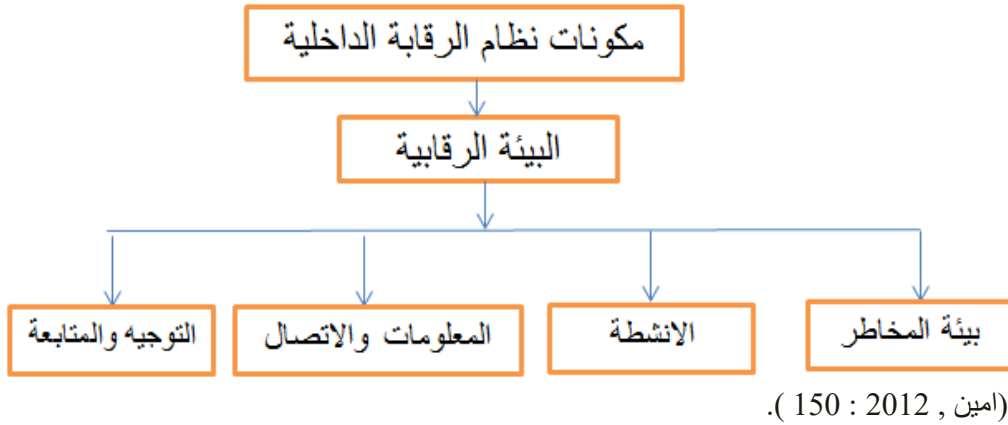 مكونات نظام الرقابة الداخلية
البيئة الرقابية
بيئة المخاطر
الانشطة
المعلومات والاتصال
التوجيه والمتابعة
(امين , 2012 : 150 ).